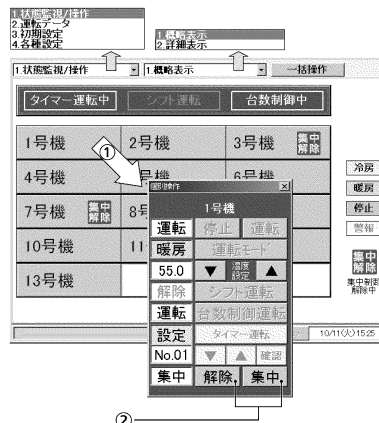 1.状態監視/操作
2.運転データ
3.初期設定
4.各種設定
1.概略表示
2.詳細表示
1.状態監視/操作 1.概略表示 一括操作
タイマー運転中 シフト運転 台数制御中
1号機 2号機 3号機 集中解除
4号機 号機 6号機
7号機 集中解除 8号
10号機 11
13号機
①
個別操作 ×
1号機
運転 停止 運転
暖房 運転モード
55.0 ▼ 温度設定 ▲
解除 シフト運転
運転 台数制御運転
設定 タイマー運転
No.01 ▼ ▲ 確認
集中 解除 集中
冷房
暖房
停止
警報
集中解除
集中制御
解除中
10/11(火)15:25
②